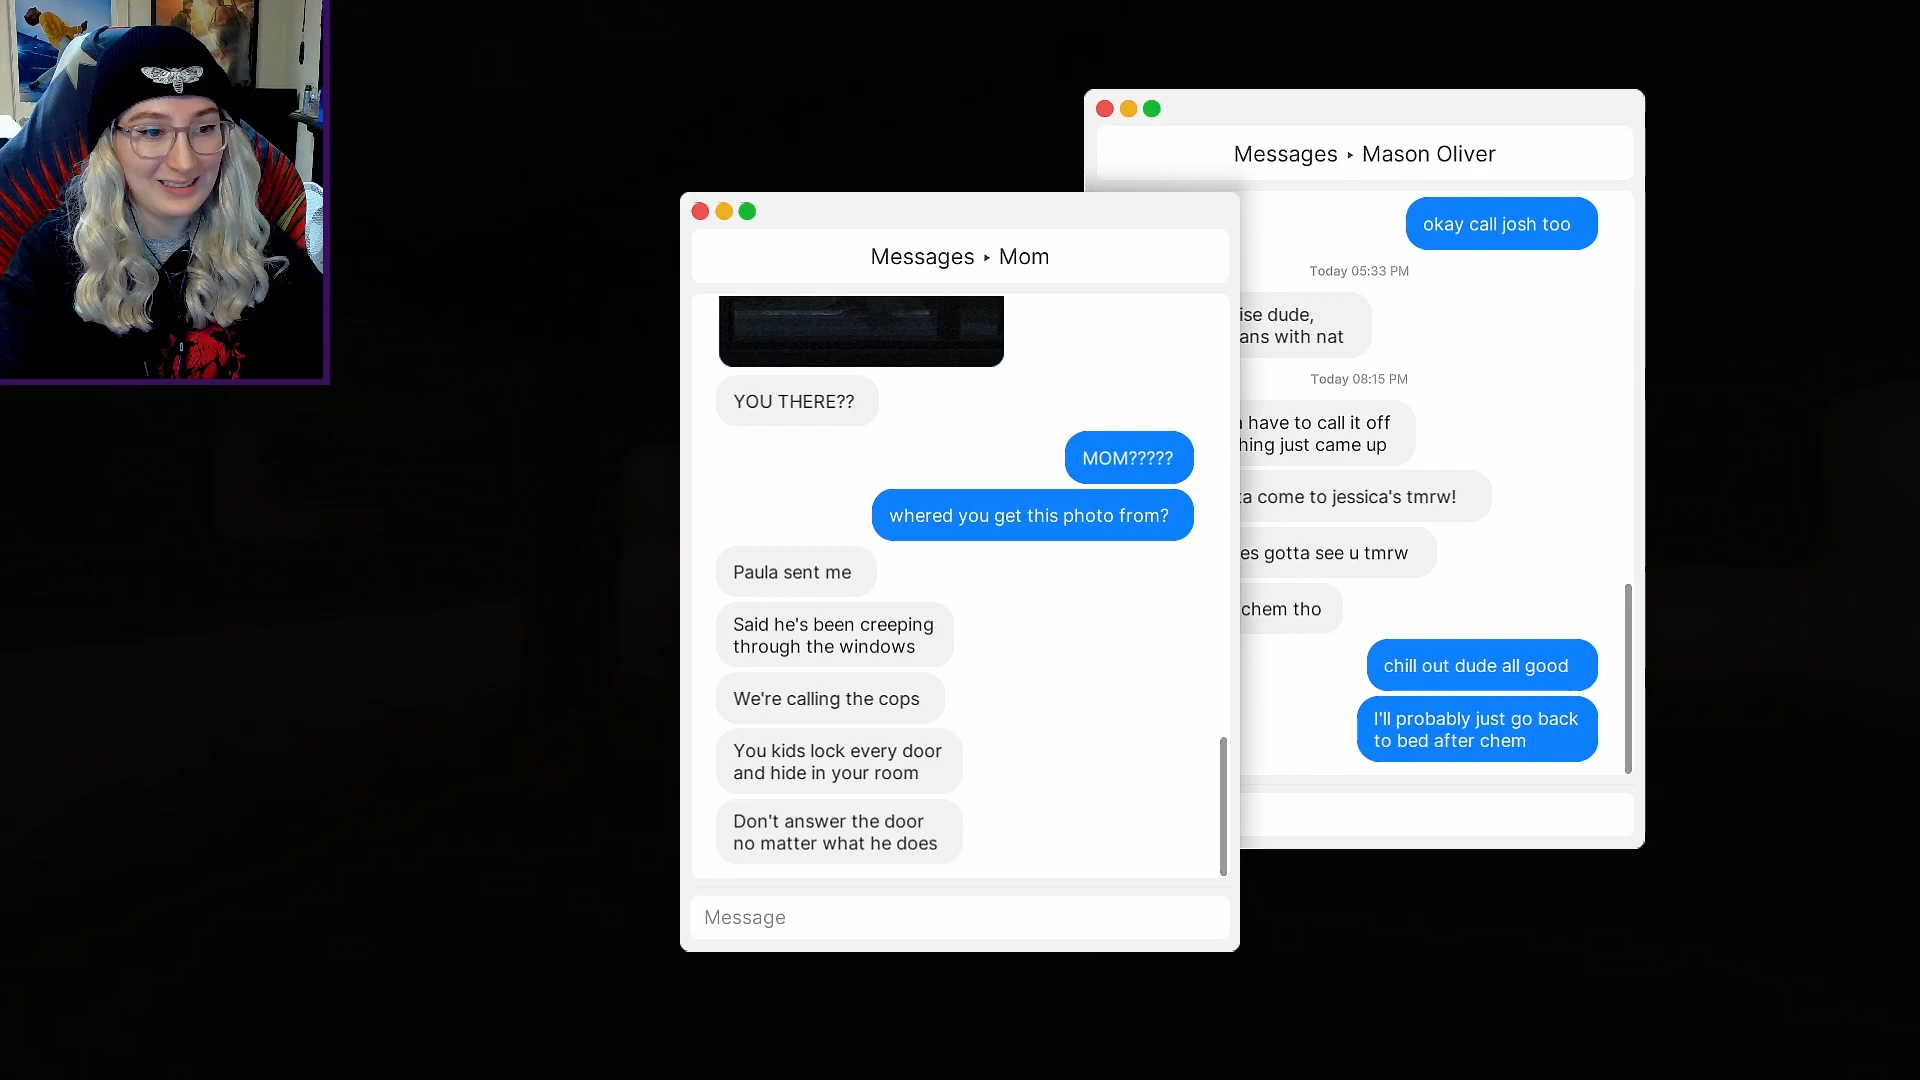 Messages ▸ Mom
YOU THERE??
MOM?????
whered you get this photo from?
Paula sent me
Said he's been creeping
through the windows
We're calling the cops
You kids lock every door
and hide in your room
Don't answer the door
no matter what he does
Message
Messages ▸ Mason Oliver
okay call josh too
Today 05:33 PM
ise dude,
ans with nat
Today 08:15 PM
have to call it off
hing just came up
ta come to jessica's tmrw!
es gotta see u tmrw
chem tho
chill out dude all good
I'll probably just go back
to bed after chem